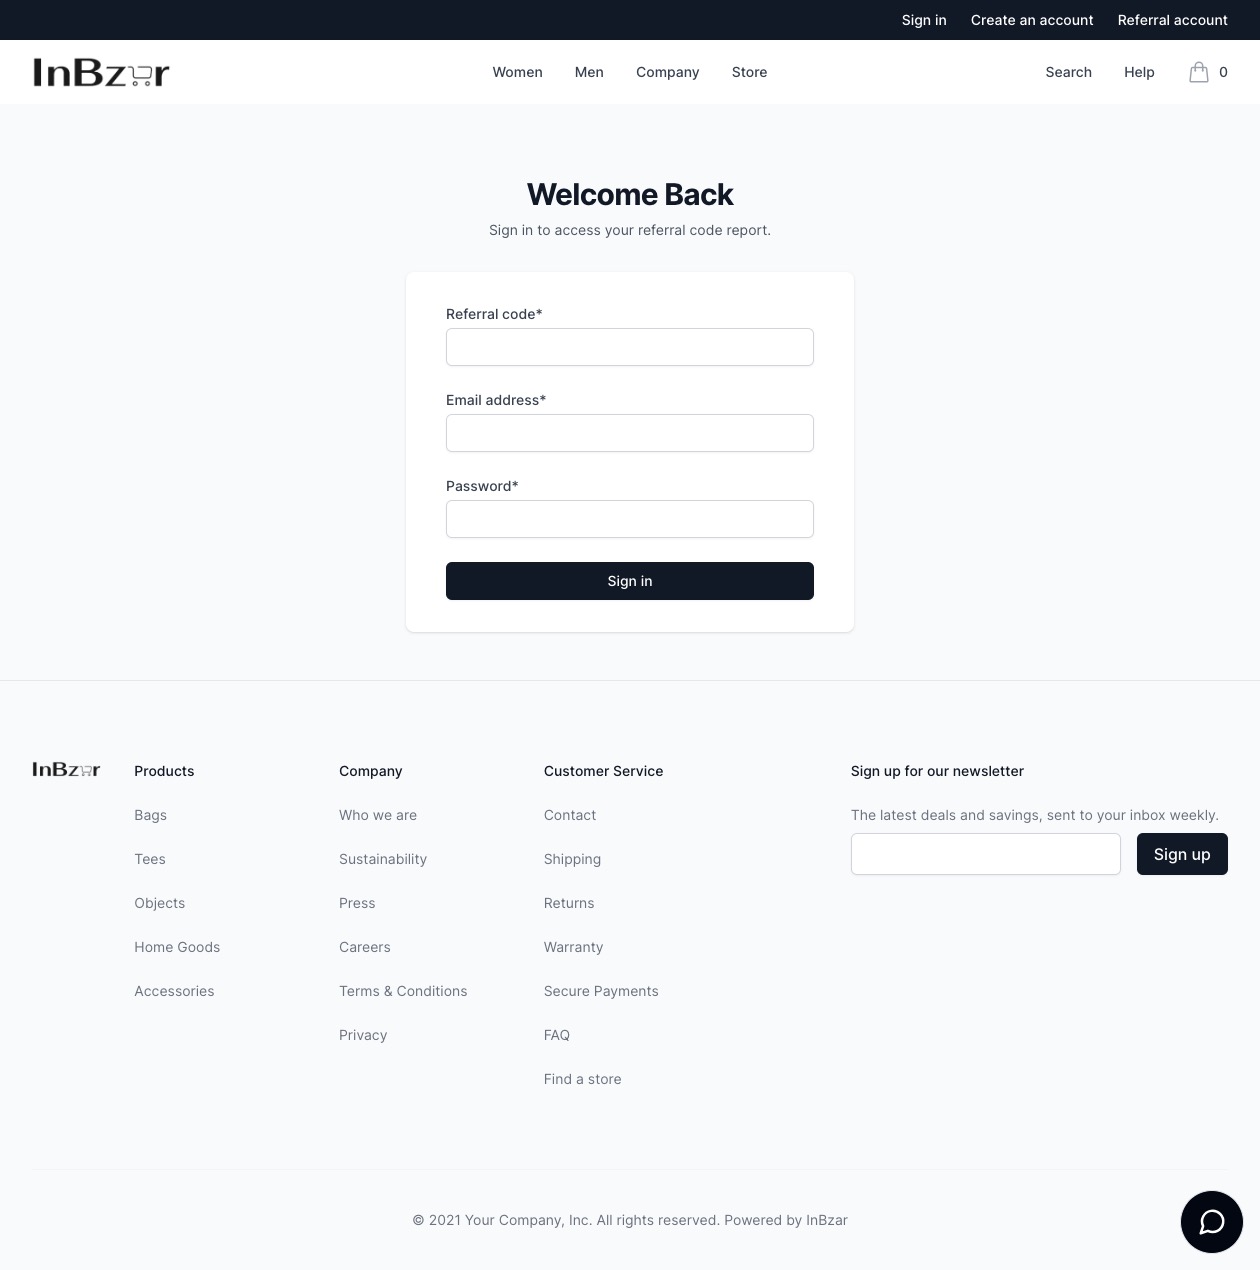 Sign in Create an account Referral account
InBzar Women Men Company Store Search Help 0
Welcome Back
Sign in to access your referral code report.
Referral code*
Email address*
Password*
Sign in
InBzar Products Company Customer Service Sign up for our newsletter
Bags Who we are Contact The latest deals and savings, sent to your inbox weekly.
Sign up
Tees Sustainability Shipping
Objects Press Returns
Home Goods Careers Warranty
Accessories Terms & Conditions Secure Payments
Privacy FAQ
Find a store
© 2021 Your Company, Inc. All rights reserved. Powered by InBzar